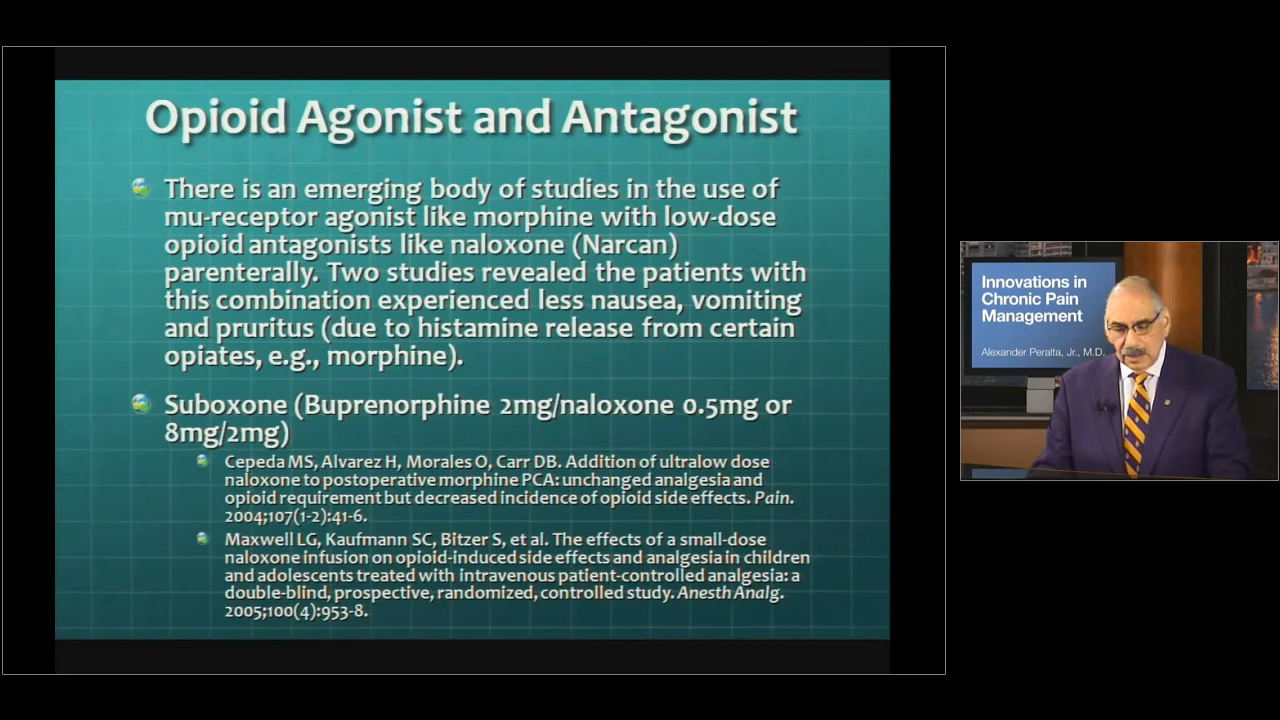 Opioid Agonist and Antagonist
There is an emerging body of studies in the use of
mu-receptor agonist like morphine with low-dose
opioid antagonists like naloxone (Narcan)
parenterally. Two studies revealed the patients with
this combination experienced less nausea, vomiting
and pruritus (due to histamine release from certain
opiates, e.g., morphine).
Suboxone (Buprenorphine 2mg/naloxone 0.5mg or
8mg/2mg)
Cepeda MS, Alvarez H, Morales O, Carr DB. Addition of ultralow dose
naloxone to postoperative morphine PCA: unchanged analgesia and
opioid requirement but decreased incidence of opioid side effects. Pain.
2004;107(1-2):41-6.
Maxwell LG, Kaufmann SC, Bitzer S, et al. The effects of a small-dose
naloxone infusion on opioid-induced side effects and analgesia in children
and adolescents treated with intravenous patient-controlled analgesia: a
double-blind, prospective, randomized, controlled study. Anesth Analg.
2005;100(4):953-8.
Innovations in
Chronic Pain
Management
Alexander Peralta, Jr., M.D.